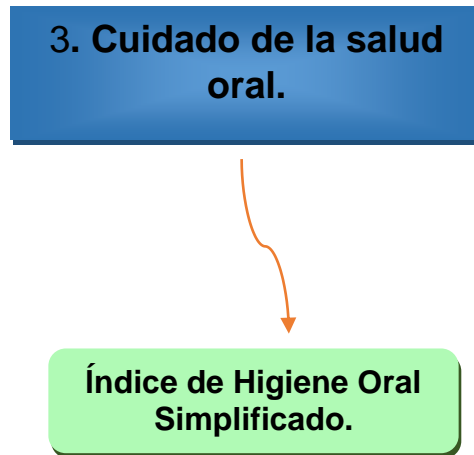 3. Cuidado de la salud
oral.
Índice de Higiene Oral
Simplificado.